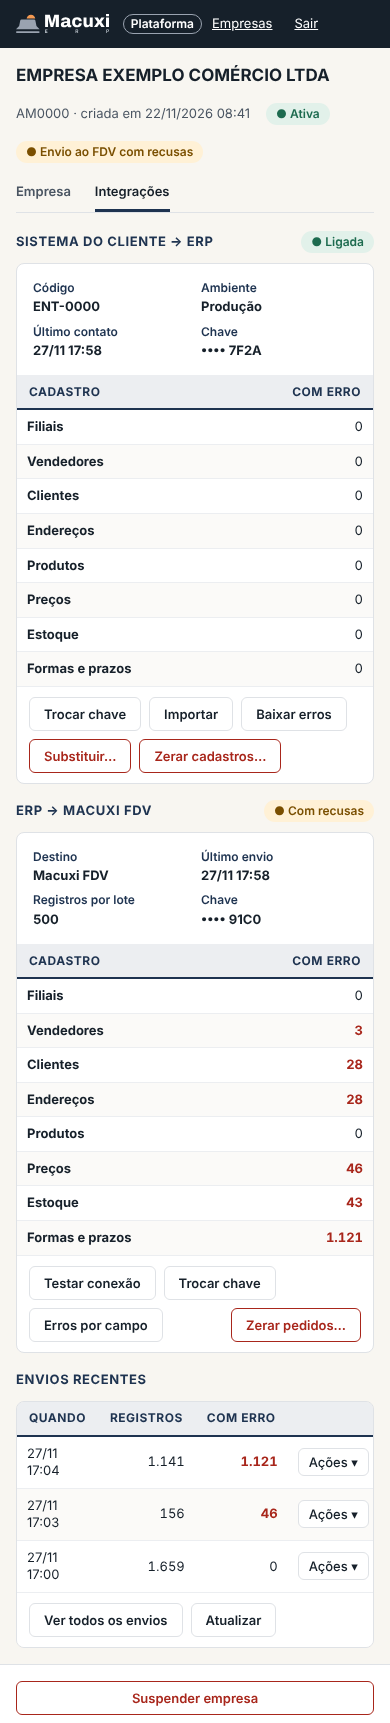 Macuxi
E R P
Plataforma
Empresas
Sair
EMPRESA EXEMPLO COMÉRCIO LTDA
AM0000 · criada em 22/11/2026 08:41
Ativa
Envio ao FDV com recusas
Empresa
Integrações
SISTEMA DO CLIENTE → ERP
Ligada
Código
Ambiente
ENT-0000
Produção
Último contato
Chave
27/11 17:58
•••• 7F2A
CADASTRO COM ERRO
Filiais 0
Vendedores 0
Clientes 0
Endereços 0
Produtos 0
Preços 0
Estoque 0
Formas e prazos 0
Trocar chave
Importar
Baixar erros
Substituir...
Zerar cadastros...
ERP → MACUXI FDV
Com recusas
Destino
Último envio
Macuxi FDV
27/11 17:58
Registros por lote
Chave
500
•••• 91C0
CADASTRO COM ERRO
Filiais 0
Vendedores 3
Clientes 28
Endereços 28
Produtos 0
Preços 46
Estoque 43
Formas e prazos 1.121
Testar conexão
Trocar chave
Erros por campo
Zerar pedidos...
ENVIOS RECENTES
QUANDO REGISTROS COM ERRO
27/11
17:04
1.141 1.121 Ações ▾
27/11
17:03
156 46 Ações ▾
27/11
17:00
1.659 0 Ações ▾
Ver todos os envios
Atualizar
Suspender empresa